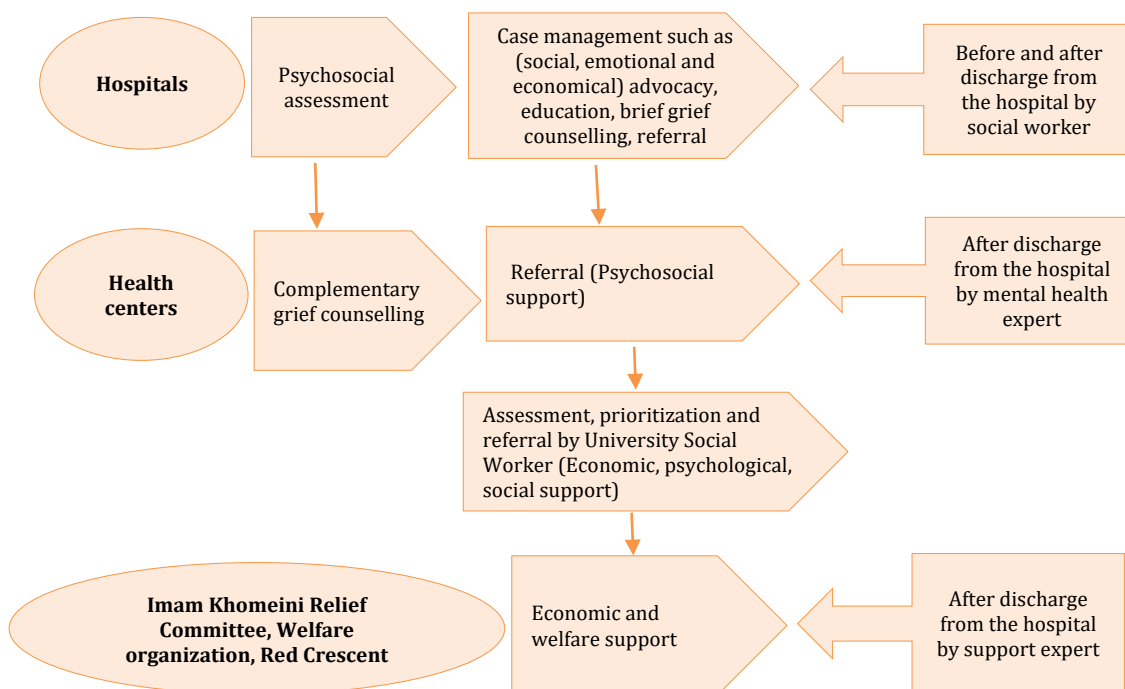 Hospitals
Psychosocial
assessment
Case management such as
(social, emotional and
economical) advocacy,
education, brief grief
counselling, referral
Before and after
discharge from
the hospital by
social worker
Health
centers
Complementary
grief counselling
Referral (Psychosocial
support)
After discharge
from the hospital
by mental health
expert
Assessment, prioritization and
referral by University Social
Worker (Economic, psychological,
social support)
Imam Khomeini Relief
Committee, Welfare
organization, Red Crescent
Economic and
welfare support
After discharge
from the hospital
by support expert